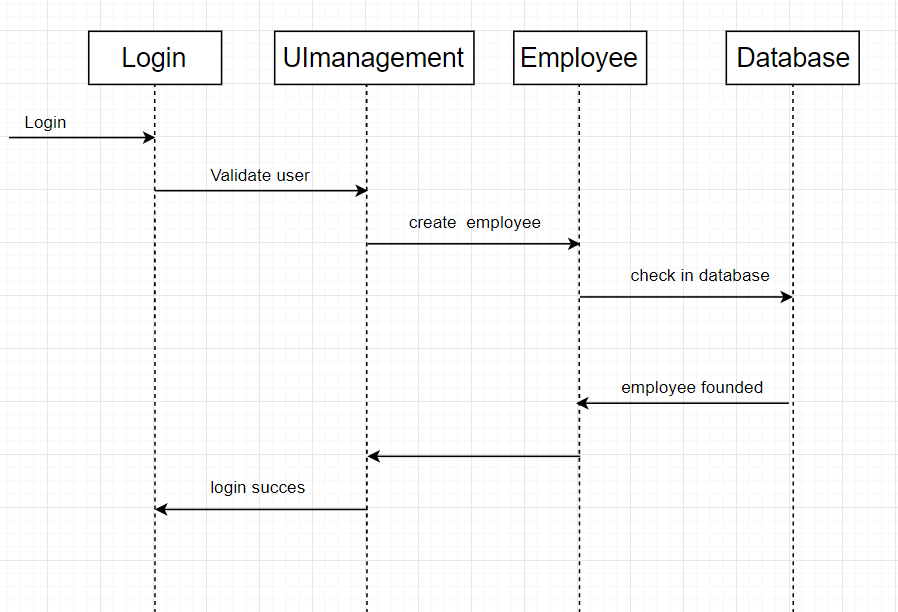 Login
UImanagement
Employee
Database
Login
Validate user
create employee
check in database
employee founded
login succes